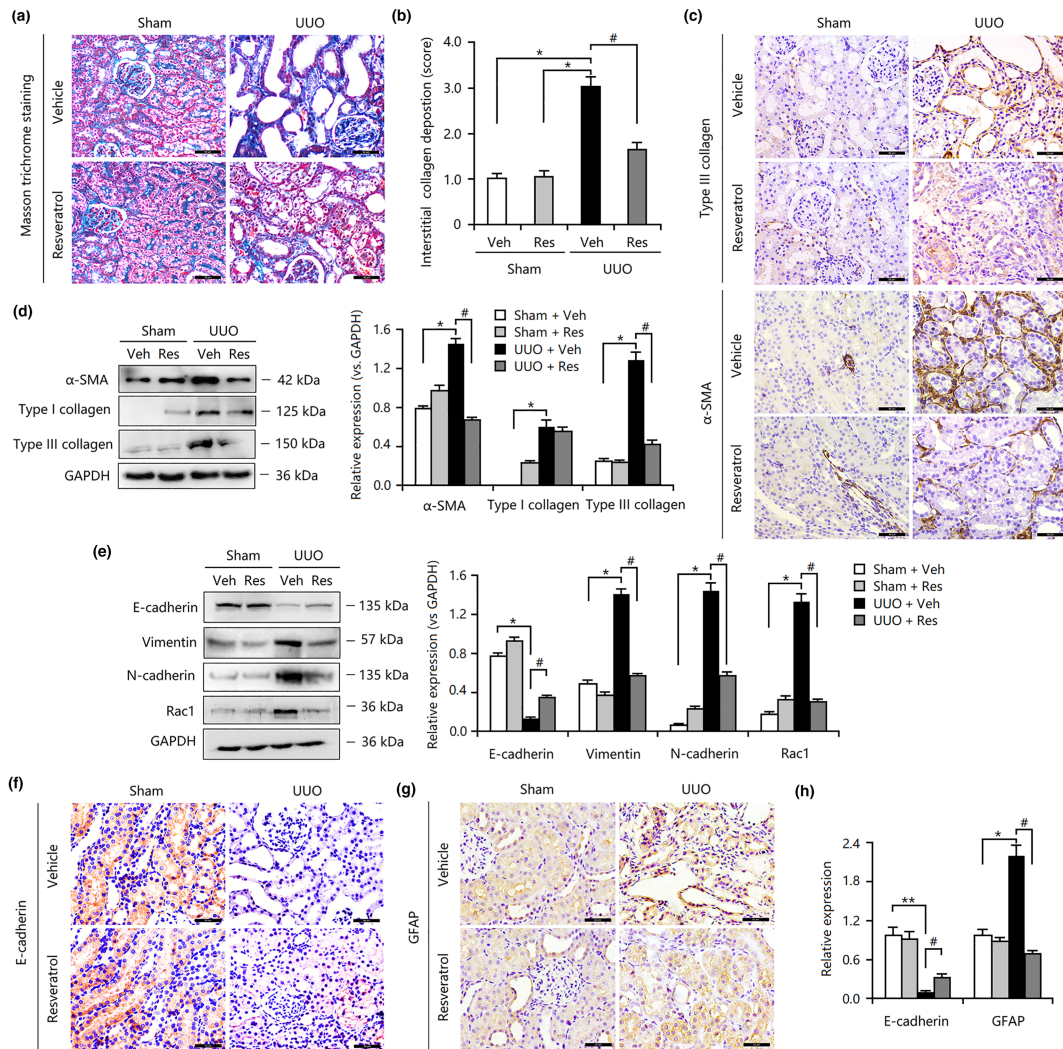 (a)
Sham
UUO
Masson trichrome staining
Vehicle
Resveratrol
(b)
Interstitial collagen depostion (score)
4.0
3.0
2.0
1.0
0
*
*
#
Veh
Res
Veh
Res
Sham
UUO
(c)
Sham
UUO
Type III collagen
Vehicle
Resveratrol
α-SMA
Vehicle
Resveratrol
(d)
Sham
UUO
Veh Res Veh Res
α-SMA
42 kDa
Type I collagen
125 kDa
Type III collagen
150 kDa
GAPDH
36 kDa
Relative expression (vs. GAPDH)
1.6
1.2
0.8
0.4
0.0
*
#
*
*
#
Sham + Veh
Sham + Res
UUO + Veh
UUO + Res
α-SMA
Type I collagen
Type III collagen
(e)
Sham
UUO
Veh Res Veh Res
E-cadherin
135 kDa
Vimentin
57 kDa
N-cadherin
135 kDa
Rac1
36 kDa
GAPDH
36 kDa
Relative expression (vs GAPDH)
1.6
1.2
0.8
0.4
0.0
*
#
*
#
*
#
*
#
E-cadherin
Vimentin
N-cadherin
Rac1
Sham + Veh
Sham + Res
UUO + Veh
UUO + Res
(f)
Sham
UUO
E-cadherin
Vehicle
Resveratrol
(g)
Sham
UUO
GFAP
Vehicle
Resveratrol
(h)
Relative expression
2.4
1.8
1.2
0.6
0.0
**
#
*
#
E-cadherin
GFAP